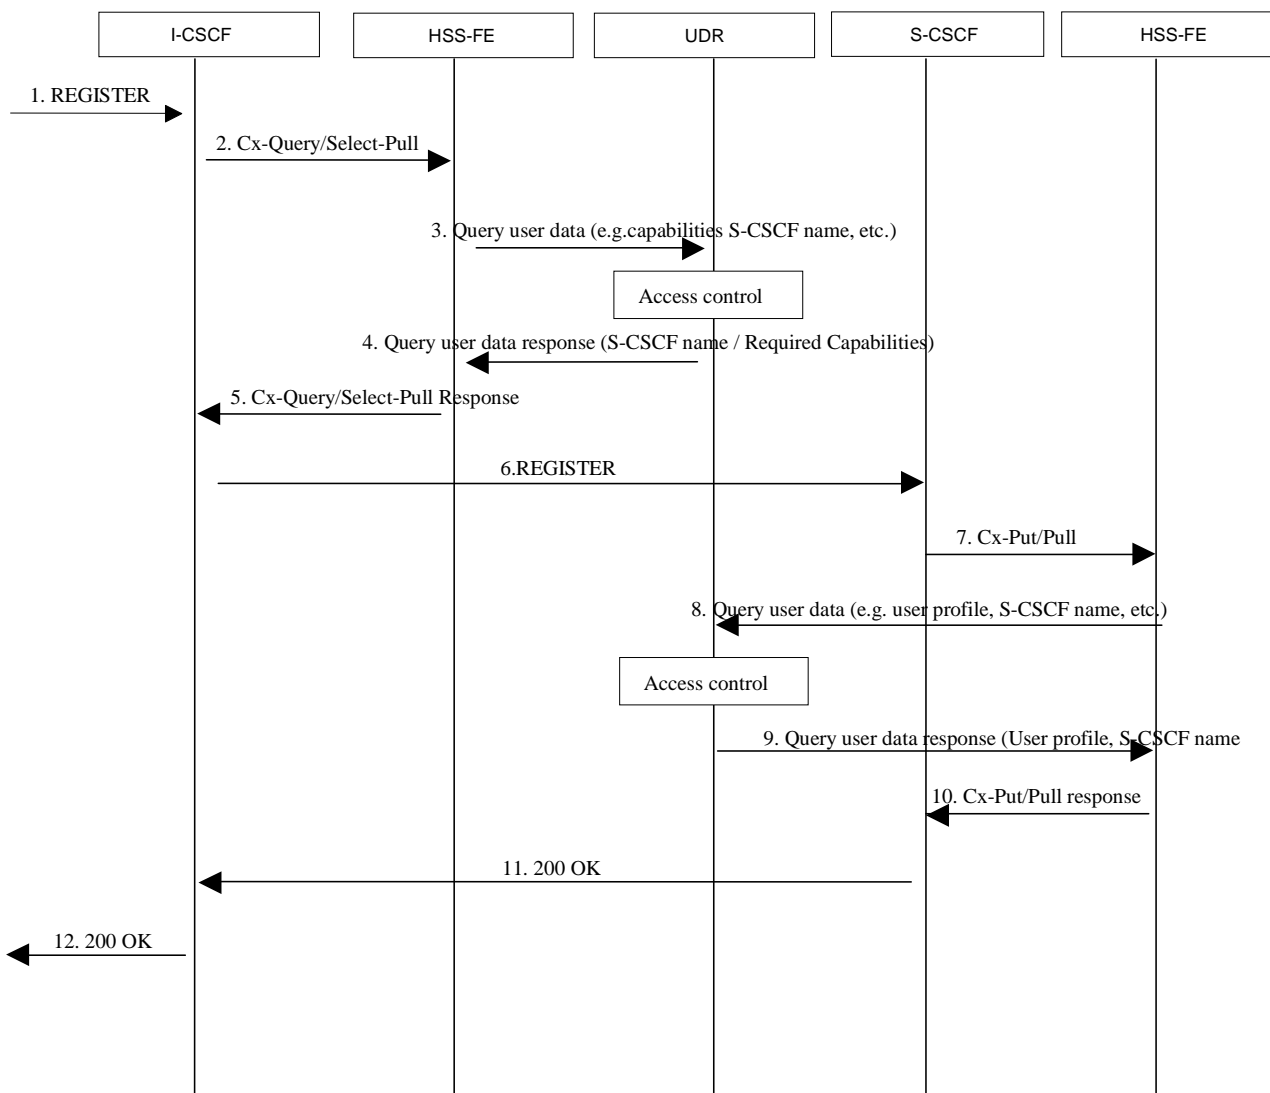 I-CSCF
HSS-FE
UDR
S-CSCF
HSS-FE
1. REGISTER
2. Cx-Query/Select-Pull
3. Query user data (e.g.capabilities S-CSCF name, etc.)
Access control
4. Query user data response (S-CSCF name / Required Capabilities)
5. Cx-Query/Select-Pull Response
6.REGISTER
7. Cx-Put/Pull
8. Query user data (e.g. user profile, S-CSCF name, etc.)
Access control
9. Query user data response (User profile, S-CSCF name
10. Cx-Put/Pull response
11. 200 OK
12. 200 OK